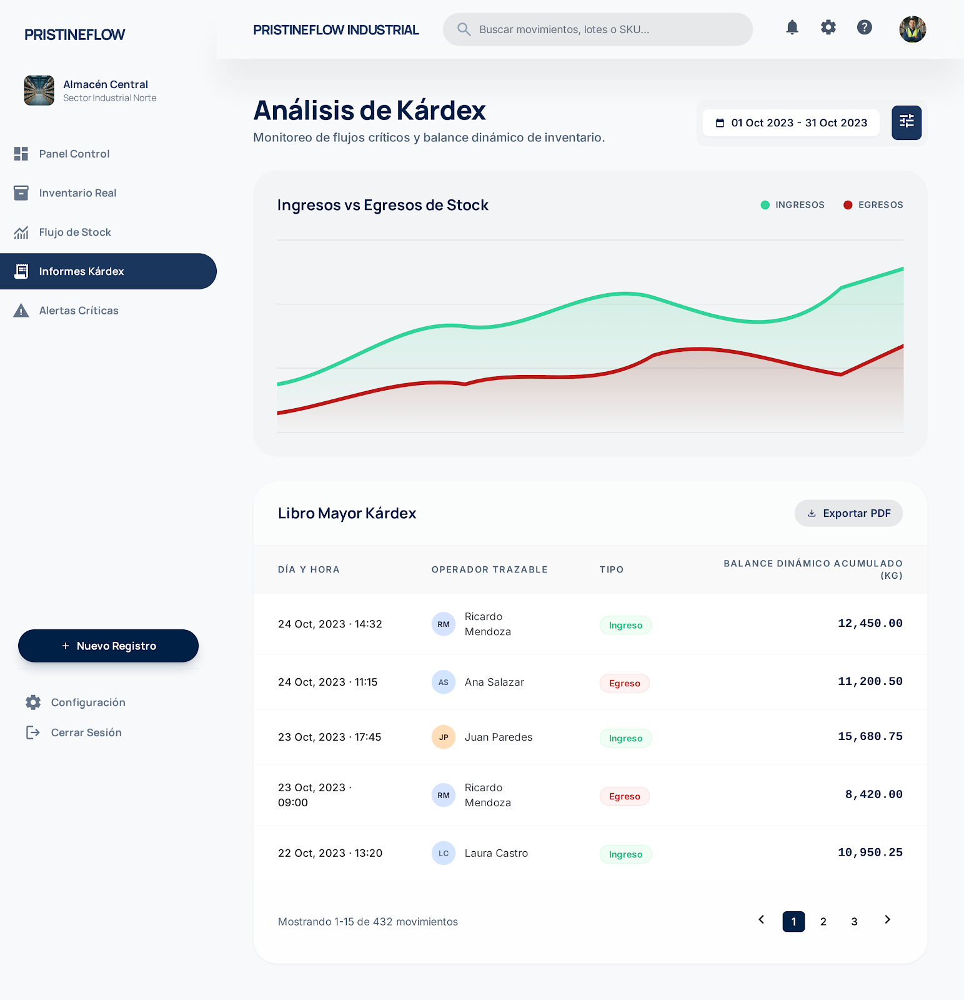 PRISTINEFLOW
Almacén Central
Sector Industrial Norte
Panel Control
Inventario Real
Flujo de Stock
Informes Kárdex
Alertas Críticas
+ Nuevo Registro
Configuración
Cerrar Sesión
PRISTINEFLOW INDUSTRIAL
Buscar movimientos, lotes o SKU...
Análisis de Kárdex
Monitoreo de flujos críticos y balance dinámico de inventario.
01 Oct 2023 - 31 Oct 2023
Ingresos vs Egresos de Stock
INGRESOS
EGRESOS
Libro Mayor Kárdex
Exportar PDF
DÍA Y HORA
OPERADOR TRAZABLE
TIPO
BALANCE DINÁMICO ACUMULADO
(KG)
24 Oct, 2023 · 14:32
RM
Ricardo
Mendoza
Ingreso
12,450.00
24 Oct, 2023 · 11:15
AS
Ana Salazar
Egreso
11,200.50
23 Oct, 2023 · 17:45
JP
Juan Paredes
Ingreso
15,680.75
23 Oct, 2023 ·
09:00
RM
Ricardo
Mendoza
Egreso
8,420.00
22 Oct, 2023 · 13:20
LC
Laura Castro
Ingreso
10,950.25
Mostrando 1-15 de 432 movimientos
1
2
3